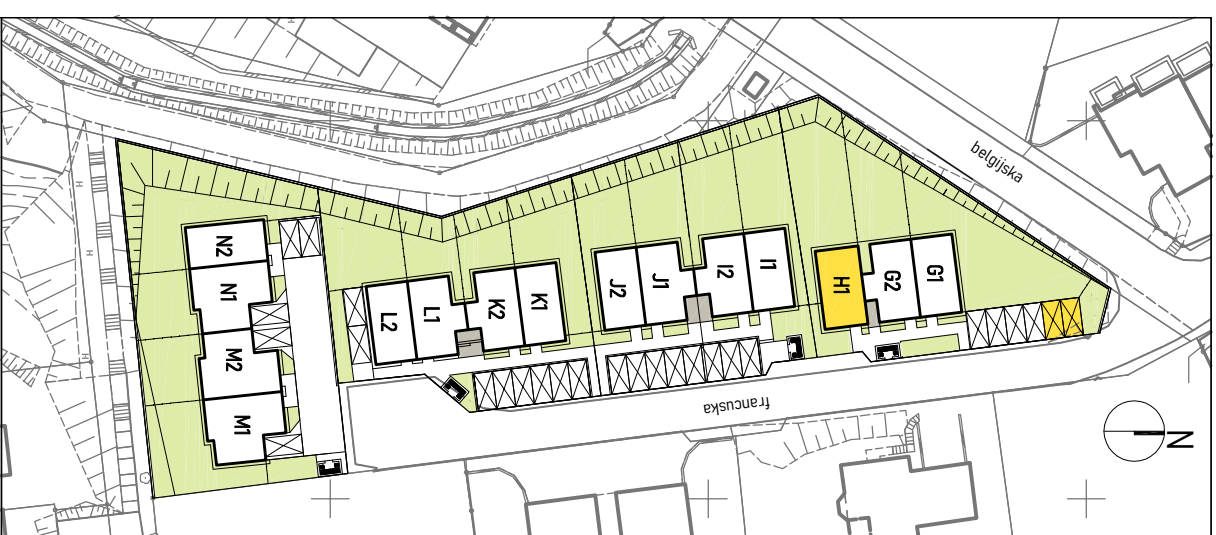 belgijska
N2
N1
M2
M1
L2
L1
K2
K1
J2
J1
I2
I1
H1
G2
G1
francuska
N